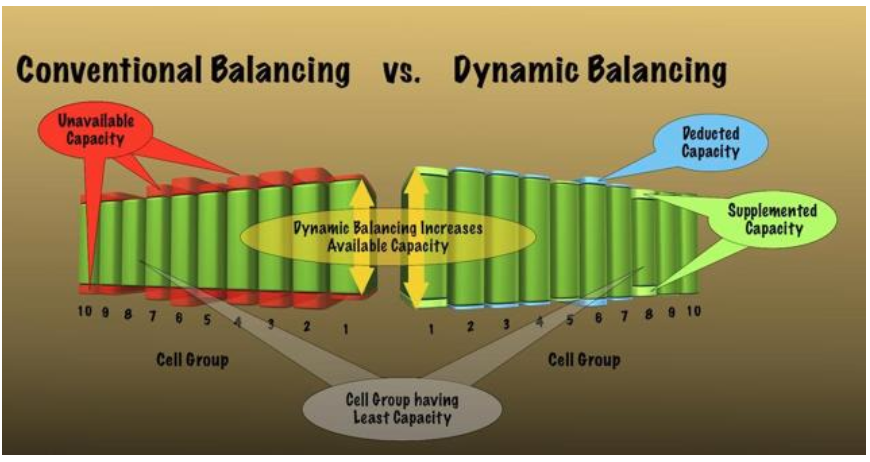 Conventional Balancing vs. Dynamic Balancing
Unavailable
Capacity
Deducted
Capacity
Supplemented
Capacity
Dynamic Balancing Increases
Available Capacity
10 9 8 7 6 5 4 3 2 1
1 2 3 4 5 6 7 8 9 10
Cell Group
Cell Group
Cell Group having
Least Capacity